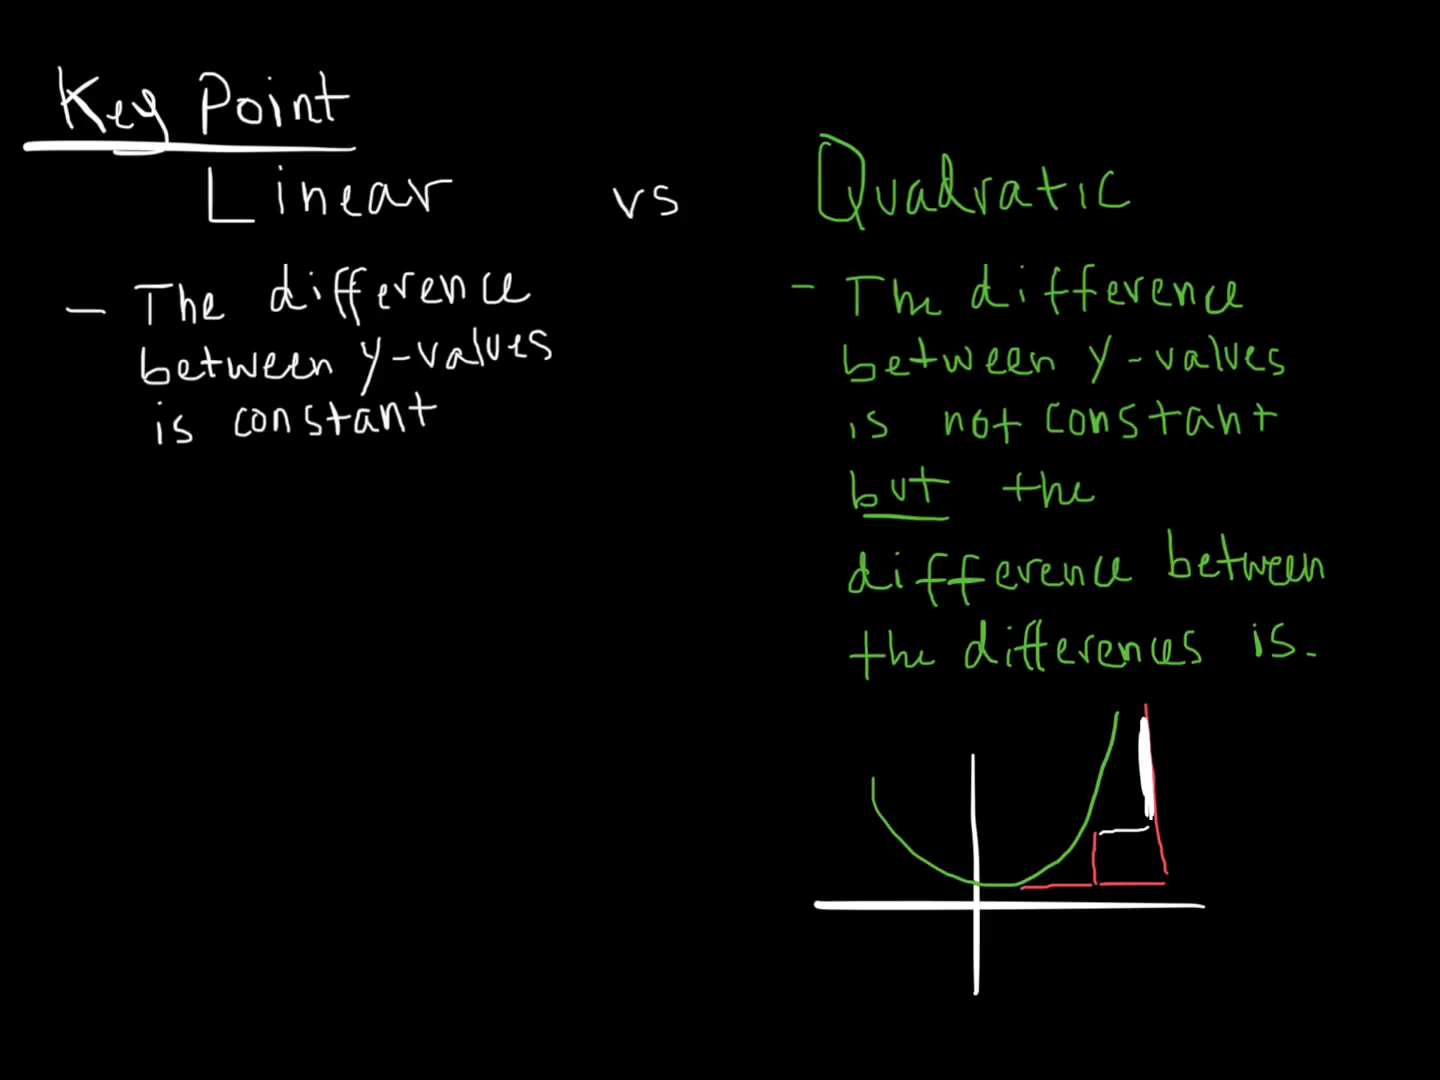 Key Point
Linear vs Quadratic
- The difference
between y-values
is constant
- The difference
between y-values
is not constant
but the
difference between
the differences is.